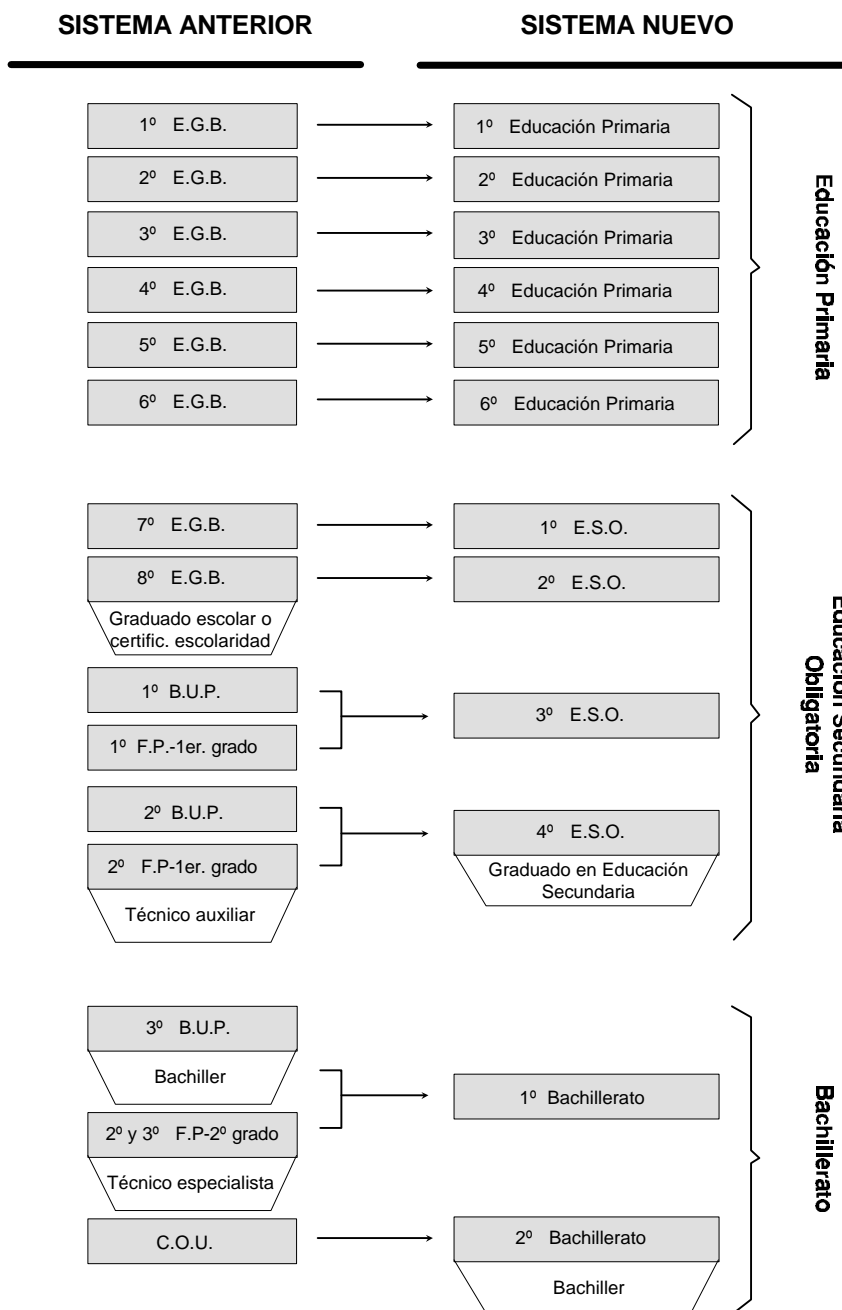 SISTEMA ANTERIOR
SISTEMA NUEVO
1º E.G.B.
1º Educación Primaria
2º E.G.B.
2º Educación Primaria
3º E.G.B.
3º Educación Primaria
4º E.G.B.
4º Educación Primaria
5º E.G.B.
5º Educación Primaria
6º E.G.B.
6º Educación Primaria
Educación Primaria
7º E.G.B.
1º E.S.O.
8º E.G.B.
2º E.S.O.
Graduado escolar o
certific. escolaridad
1º B.U.P.
1º F.P.-1er. grado
3º E.S.O.
2º B.U.P.
2º F.P-1er. grado
4º E.S.O.
Graduado en Educación
Secundaria
Técnico auxiliar
Educación Secundaria
Obligatoria
3º B.U.P.
Bachiller
2º y 3º F.P-2º grado
1º Bachillerato
Técnico especialista
C.O.U.
2º Bachillerato
Bachiller
Bachillerato